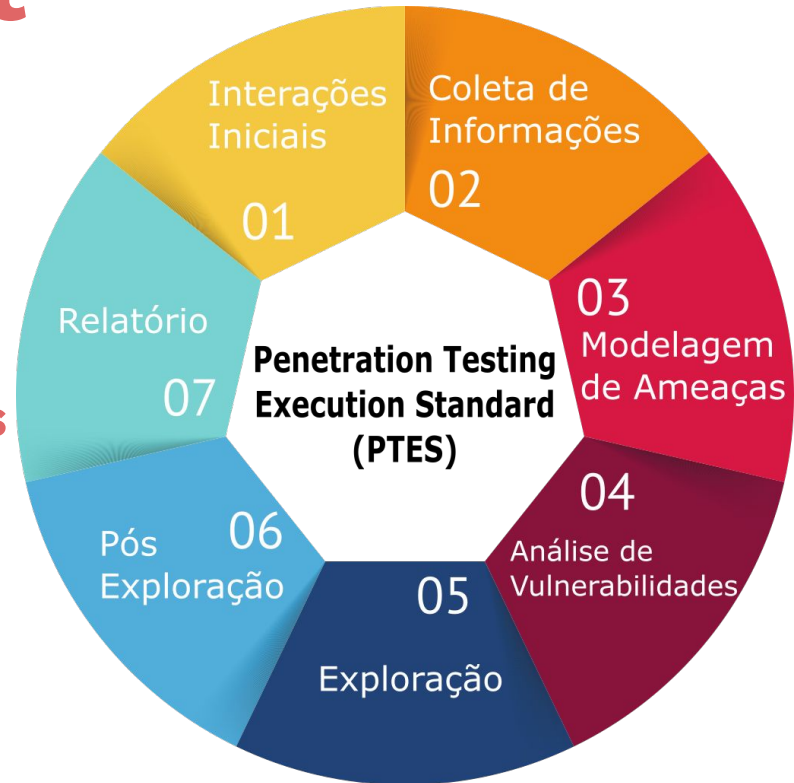 t
s
Penetration Testing
Execution Standard
(PTES)
Interações
Iniciais
01
Coleta de
Informações
02
03
Modelagem
de Ameaças
04
Análise de
Vulnerabilidades
05
Exploração
06
Pós
Exploração
Relatório
07